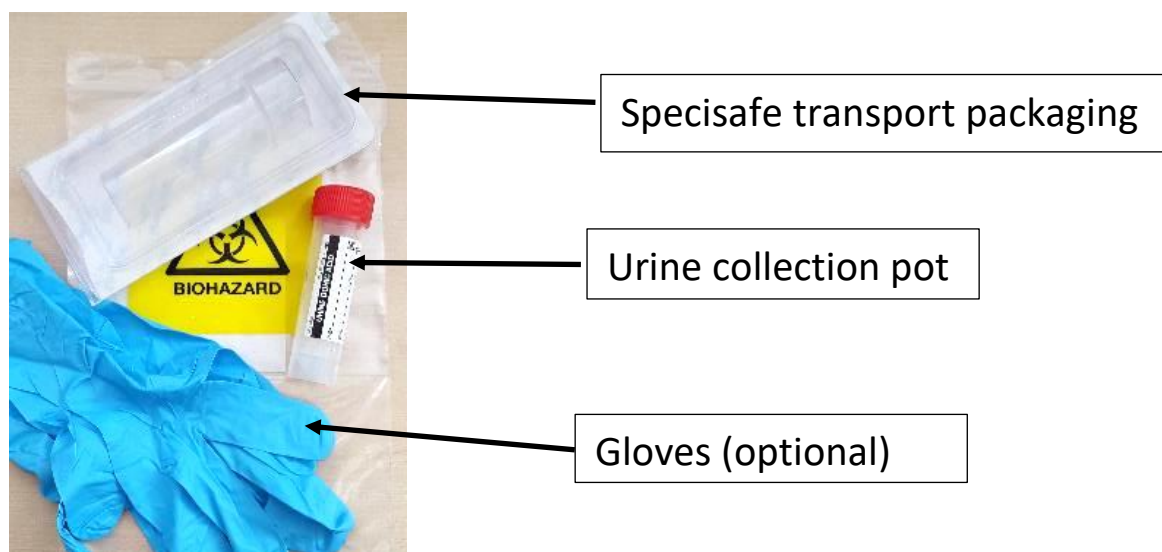 Specisafe transport packaging
BIOHAZARD
Urine collection pot
Gloves (optional)